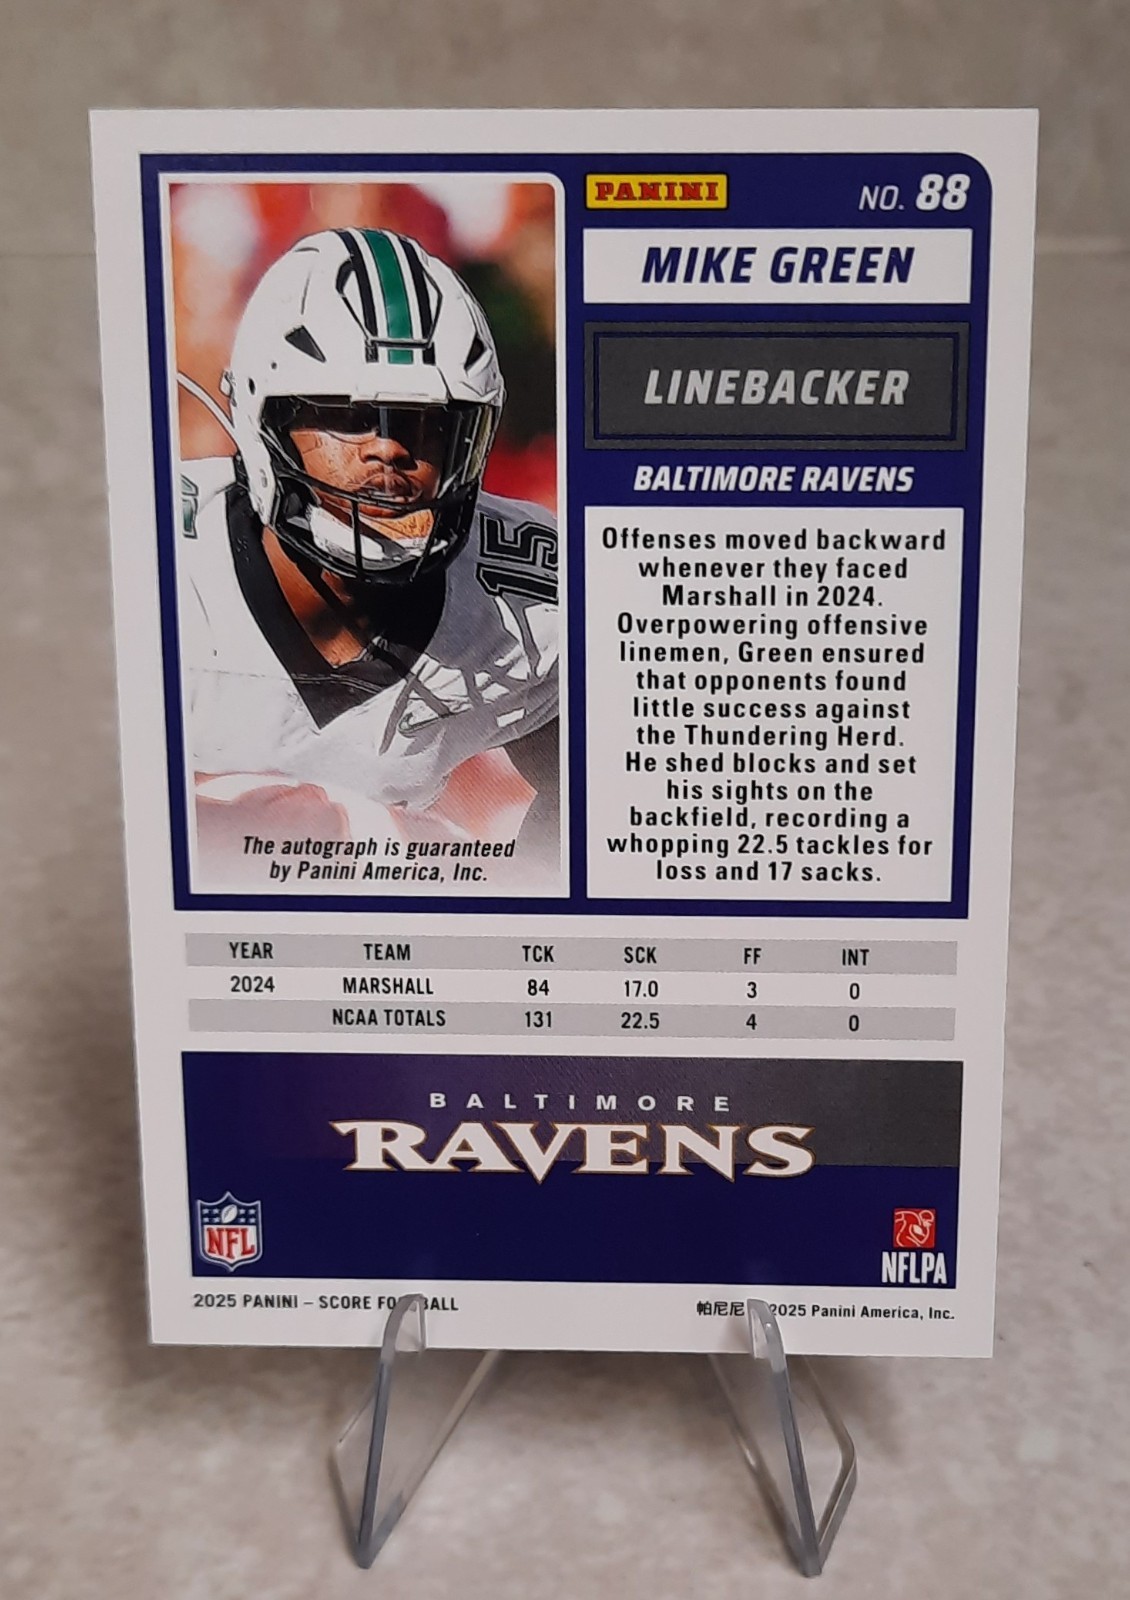 PANINI
NO. 88
MIKE GREEN
LINEBACKER
BALTIMORE RAVENS
15
Offenses moved backward
whenever they faced
Marshall in 2024.
Overpowering offensive
linemen, Green ensured
that opponents found
little success against
the Thundering Herd.
He shed blocks and set
his sights on the
backfield, recording a
whopping 22.5 tackles for
loss and 17 sacks.
The autograph is guaranteed
by Panini America, Inc.
YEAR TEAM TCK SCK FF INT
2024 MARSHALL 84 17.0 3 0
NCAA TOTALS 131 22.5 4 0
BALTIMORE
RAVENS
NFL
NFLPA
2025 PANINI – SCORE
帕尼尼 2025 Panini America, Inc.